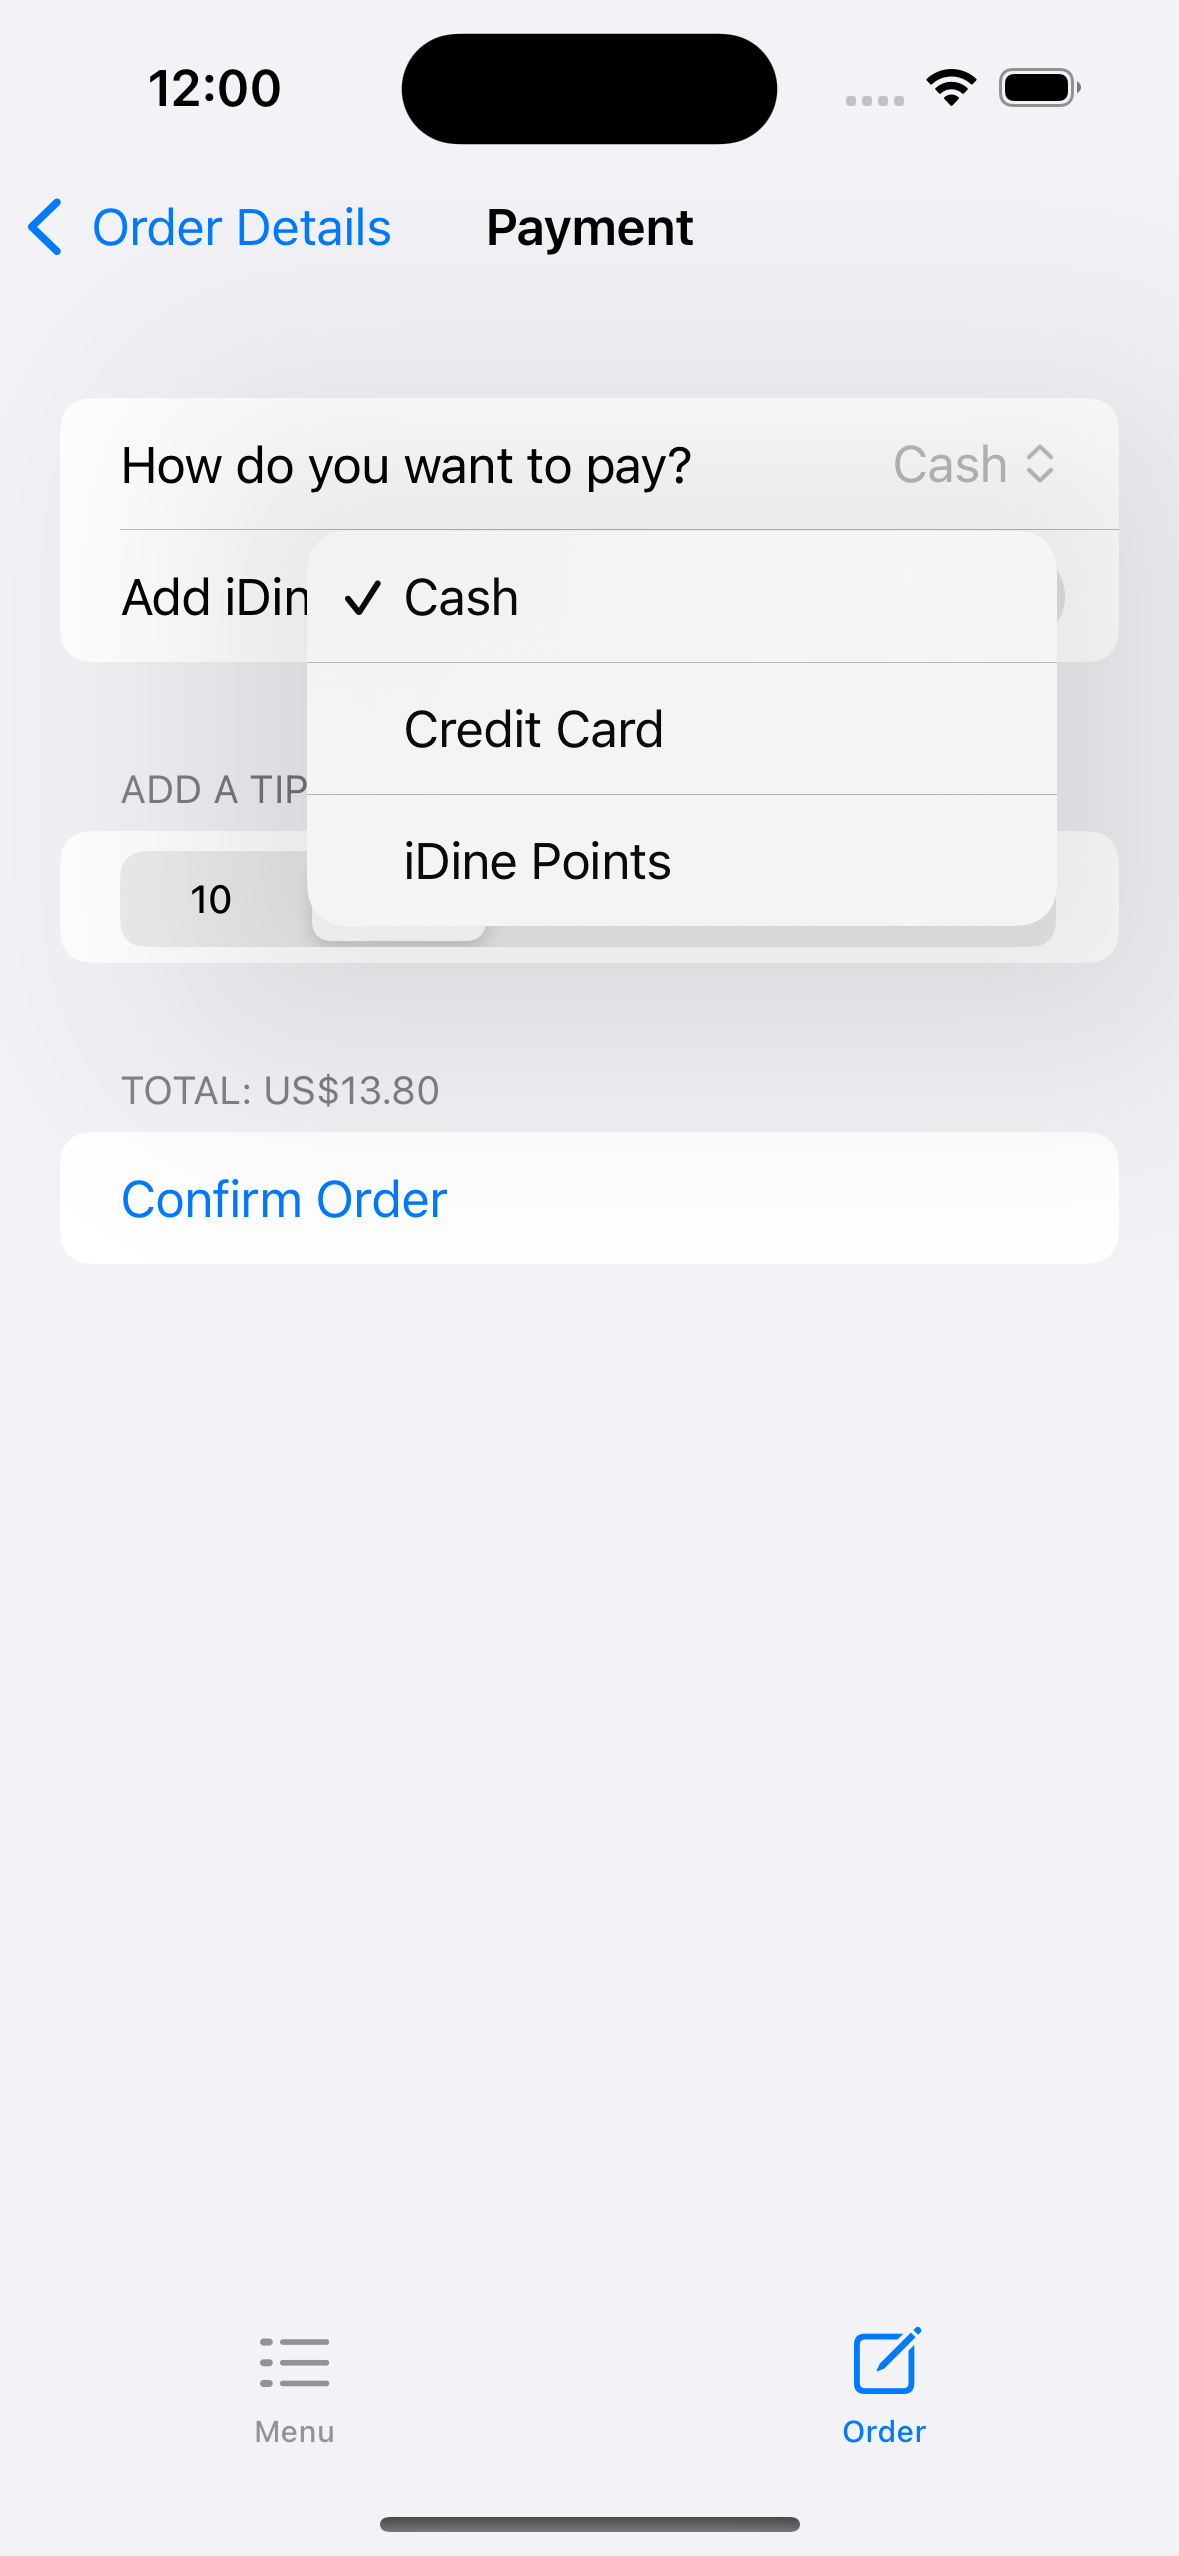 12:00
Order Details
Payment
How do you want to pay?
Cash
Add iDin
Cash
Credit Card
iDine Points
ADD A TIP
10
TOTAL: US$13.80
Confirm Order
Menu
Order